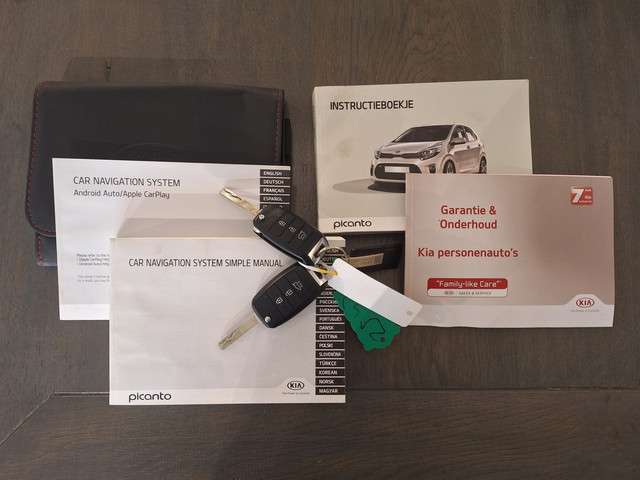 INSTRUCTIEBOEKJE
picanto
CAR NAVIGATION SYSTEM
Android Auto/Apple CarPlay
ENGLISH
DEUTSCH
FRANÇAIS
ESPAÑOL
Garantie &
Onderhoud
Kia personenauto's
7
"Family-like Care"
KIA
CAR NAVIGATION SYSTEM SIMPLE MANUAL
SVENSKA
PORTUGUÊS
DANSK
ČEŠTINA
POLSKI
SLOVENČINA
TÜRKÇE
KOREAN
NORSK
MAGYAR
picanto
KIA